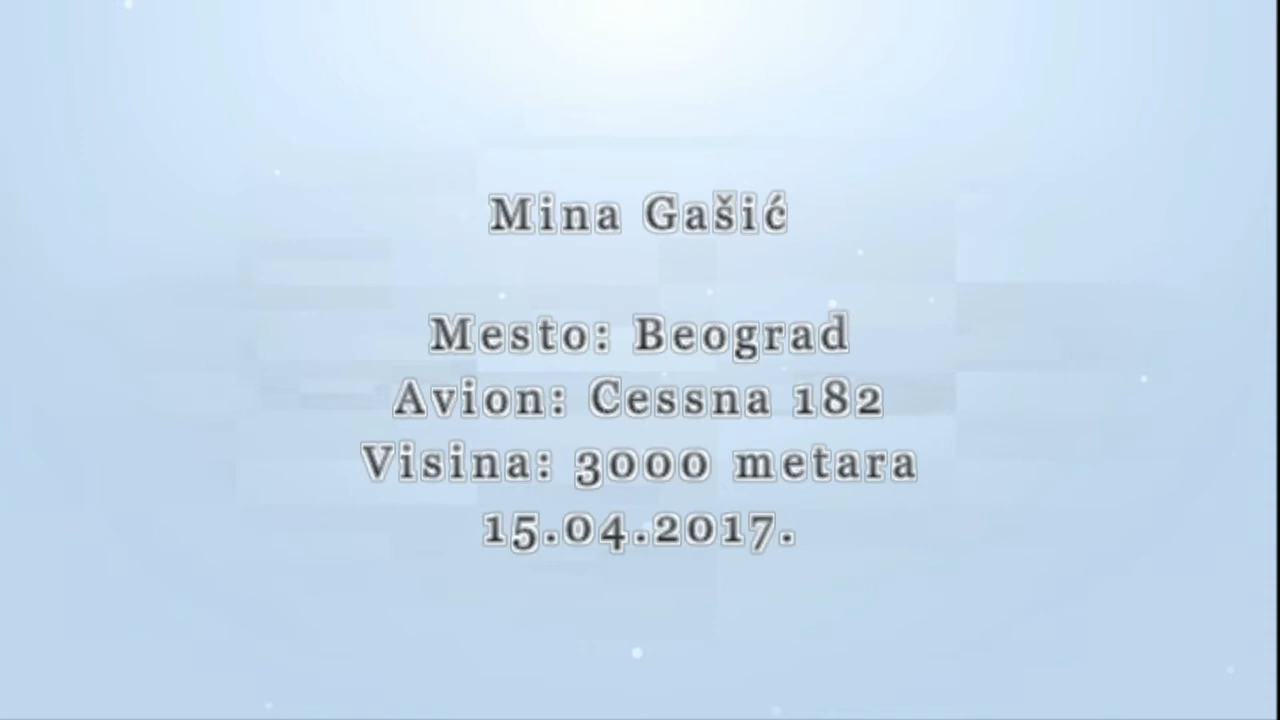 Mina Gašić
Mesto: Beograd
Avion: Cessna 182
Visina: 3000 metara
15.04.2017.